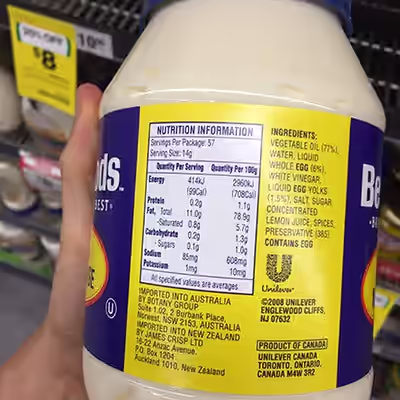 20% OFF
$8
ds™
BEST•
SE
U
NUTRITION INFORMATION
Servings Per Package: 57
Serving Size: 14g
Quantity Per Serving Quantity Per 100g
Energy 414kJ 2960kJ
(99Cal) (708Cal)
Protein 0.2g 1.1g
Fat, Total 11.0g 78.9g
-Saturated 0.8g 5.7g
Carbohydrate 0.2g 1.3g
- Sugars 0.1g 1.0g
Sodium 85mg 608mg
Potassium 1mg 10mg
All specified values are averages
IMPORTED INTO AUSTRALIA
BY BOTANY GROUP
Suite 1.02, 2 Burbank Place,
Norwest, NSW 2153, AUSTRALIA
IMPORTED INTO NEW ZEALAND
BY JAMES CRISP LTD
16-22 Anzac Avenue,
P.O. Box 1204
Auckland 1010, New Zealand
INGREDIENTS:
VEGETABLE OIL (77%),
WATER, LIQUID
WHOLE EGG (6%),
WHITE VINEGAR,
LIQUID EGG YOLKS
(1.5%), SALT, SUGAR
CONCENTRATED
LEMON JUICE, SPICES,
PRESERVATIVE (385).
CONTAINS EGG
Unilever
©2008 UNILEVER
ENGLEWOOD CLIFFS,
NJ 07632
PRODUCT OF CANADA
UNILEVER CANADA
TORONTO, ONTARIO,
CANADA M4W 3R2
Be
•B